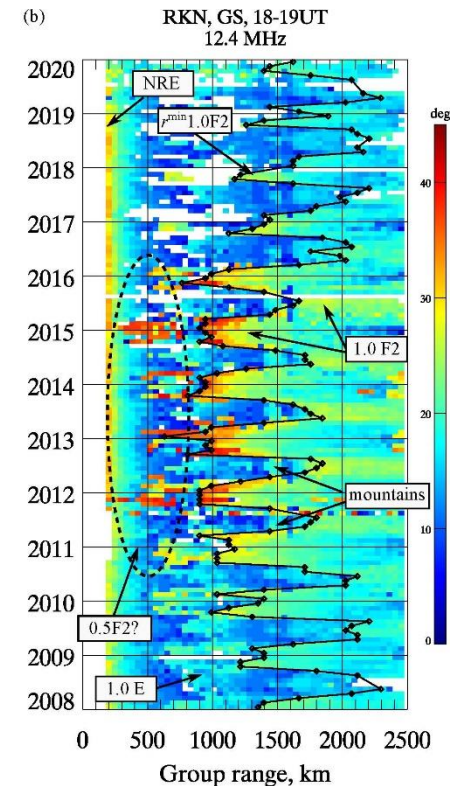 (b)
RKN, GS, 18-19UT
12.4 MHz
2020
NRE
2019
r^min1.0F2
deg
40
2018
2017
2016
30
2015
1.0 F2
2014
20
2013
2012
mountains
10
2011
2010
0.5F2?
0
2009
1.0 E
2008
0 500 1000 1500 2000 2500
Group range, km